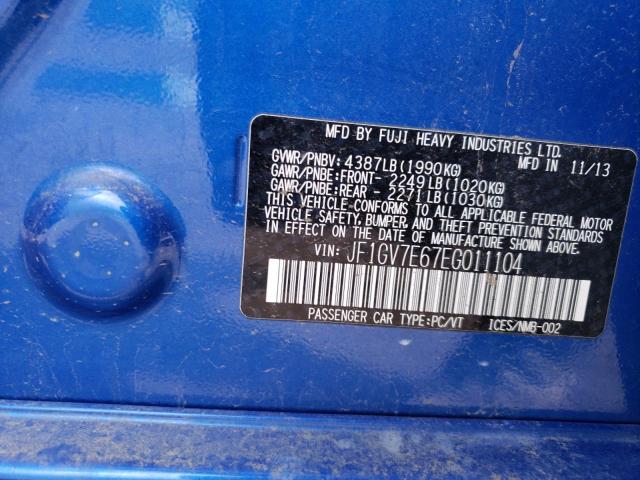 MFD BY FUJI HEAVY INDUSTRIES LTD.
GVWR/PNBV: 4387LB(1990KG) MFD IN 11/13
GAWR/PNBE:FRONT- 2249LB(1020KG)
GAWR/PNBE:REAR - 2271LB(1030KG)
THIS VEHICLE CONFORMS TO ALL APPLICABLE FEDERAL MOTOR
VEHICLE SAFETY, BUMPER, AND THEFT PREVENTION STANDARDS
IN EFFECT ON THE DATE OF MANUFACTURE SHOWN ABOVE.
VIN: JF1GV7E67EG011104
PASSENGER CAR TYPE:PC/VT ICES/NMB-002